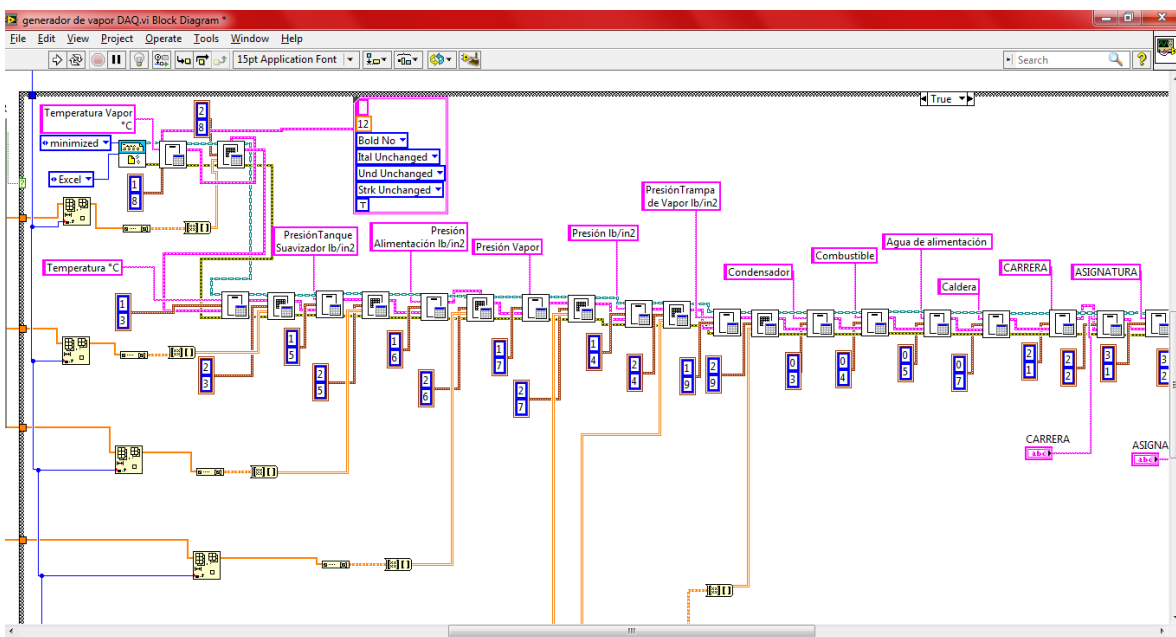 generador de vapor DAQ.vi Block Diagram *
File Edit View Project Operate Tools Window Help
15pt Application Font
Search
True
Temperatura Vapor
°C
minimized
Excel
2
8
1
8
12
Bold No
Ital Unchanged
Und Unchanged
Strk Unchanged
T
Temperatura °C
PresiónTanque
Suavizador lb/in2
Presión
Alimentación lb/in2
Presión Vapor
Presión lb/in2
PresiónTrampa
de Vapor lb/in2
Condensador
Combustible
Agua de alimentación
Caldera
CARRERA
ASIGNATURA
1
3
2
3
1
5
2
5
1
6
2
6
1
7
2
7
1
4
2
4
1
9
2
9
0
3
0
4
0
5
0
7
2
1
2
2
3
1
3
2
CARRERA
abc
ASIGNA
abc